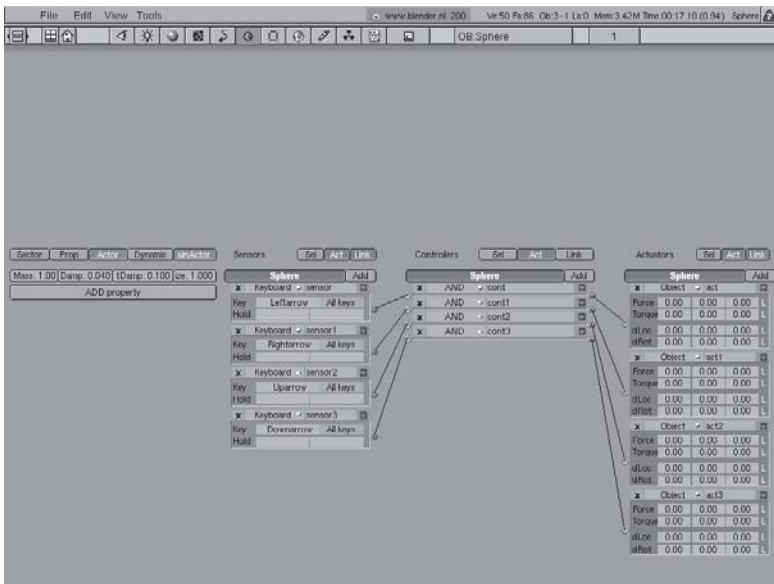 File Edit View Tools
www.blender.nl 200 Ve:50 Fa:86 Ob:3-1 La:0 Mem:3.42M Time:00:17.10 (0.94) Sphere
OB:Sphere 1
Sector Prop Actor Dynamic
Mass: 1.00 Damp: 0.040 tDamp: 0.100 ize: 1.000
ADD property
Sensors Sel Act Link
Sphere Add
x Keyboard sensor
Key Leftarrow All keys
Hold
x Keyboard sensor1
Key Rightarrow All keys
Hold
x Keyboard sensor2
Key Uparrow All keys
Hold
x Keyboard sensor3
Key Downarrow All keys
Hold
Controllers Sel Act Link
Sphere Add
x AND cont
x AND cont1
x AND cont2
x AND cont3
Actuators Sel Act Link
Sphere Add
x Object act
Force 0.00 0.00 0.00 L
Torque 0.00 0.00 0.00 L
dLoc 0.00 0.00 0.00 L
dRot 0.00 0.00 0.00 L
x Object act1
Force 0.00 0.00 0.00 L
Torque 0.00 0.00 0.00 L
dLoc 0.00 0.00 0.00 L
dRot 0.00 0.00 0.00 L
x Object act2
Force 0.00 0.00 0.00 L
Torque 0.00 0.00 0.00 L
dLoc 0.00 0.00 0.00 L
dRot 0.00 0.00 0.00 L
x Object act3
Force 0.00 0.00 0.00 L
Torque 0.00 0.00 0.00 L
dLoc 0.00 0.00 0.00 L
dRot 0.00 0.00 0.00 L